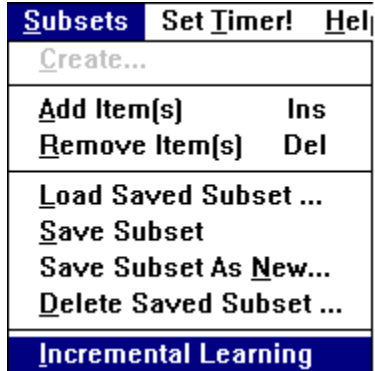 Subsets Set Timer! Hel
Create...
Add Item(s) Ins
Remove Item(s) Del
Load Saved Subset ...
Save Subset
Save Subset As New...
Delete Saved Subset ...
Incremental Learning